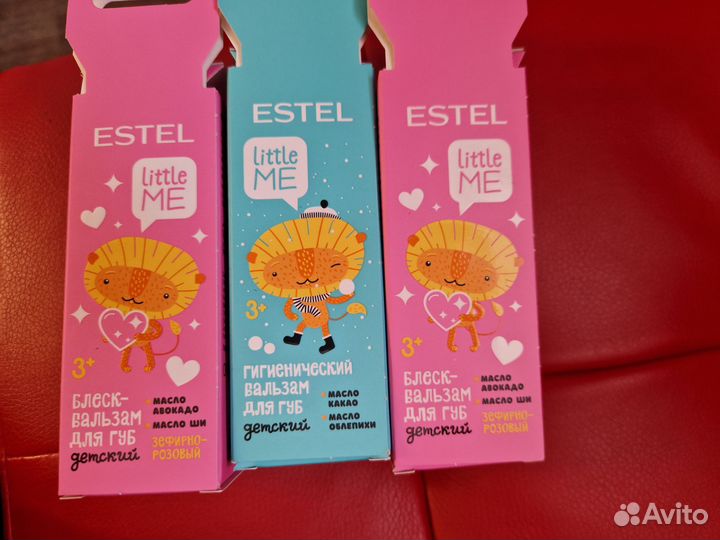 ESTEL
little
ME
3+
БЛЕСК-
БАЛЬЗАМ
ДЛЯ ГУБ
детский
• МАСЛО
АВОКАДО
• МАСЛО ШИ
ЗЕФИРНО-
РОЗОВЫЙ
ESTEL
little
ME
3+
ГИГИЕНИЧЕСКИЙ
БАЛЬЗАМ
ДЛЯ ГУБ
детский
• МАСЛО
КАКАО
• МАСЛО
ОБЛЕПИХИ
ESTEL
little
ME
3+
БЛЕСК-
БАЛЬЗАМ
ДЛЯ ГУБ
детский
• МАСЛО
АВОКАДО
• МАСЛО ШИ
ЗЕФИРНО-
РОЗОВЫЙ
Avito